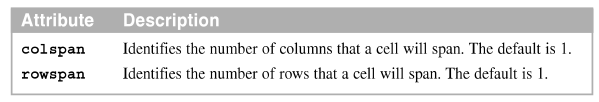 Attribute Description
colspan Identifies the number of columns that a cell will span. The default is 1.
rowspan Identifies the number of rows that a cell will span. The default is 1.